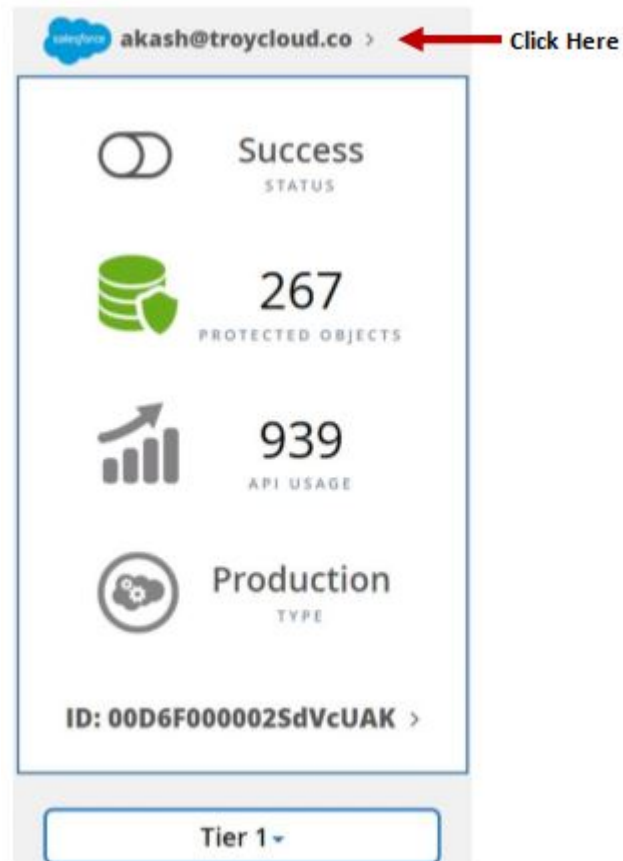 salesforce akash@troycloud.co > Click Here
Success
STATUS
267
PROTECTED OBJECTS
939
API USAGE
Production
TYPE
ID: 00D6F000002SdVcUAK >
Tier 1